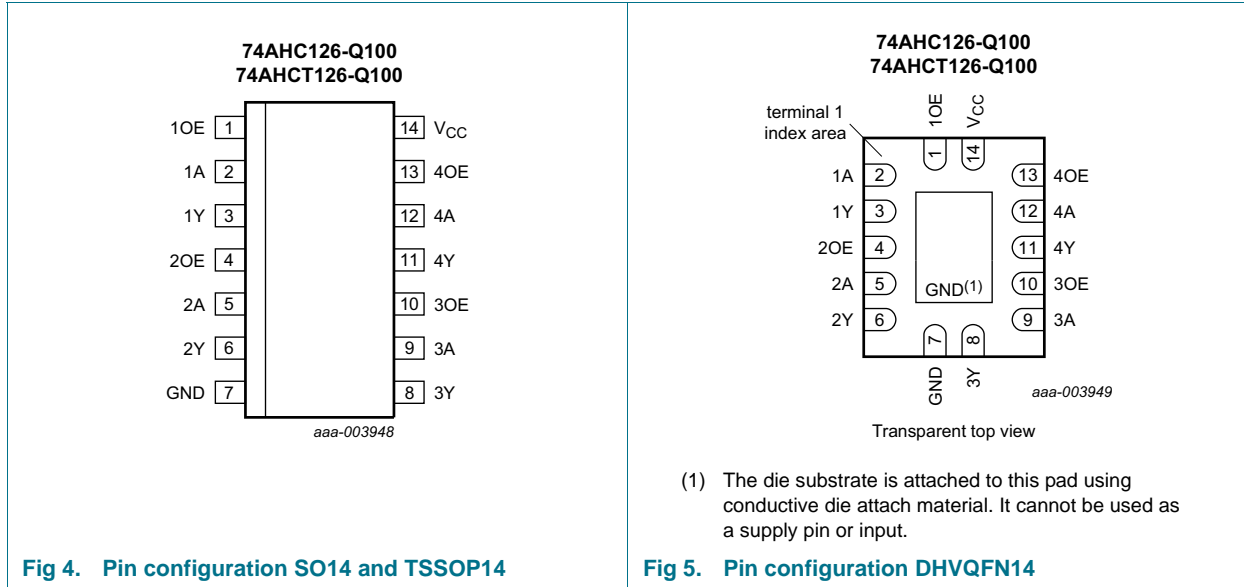 74AHC126-Q100
74AHCT126-Q100
1OE 1
14 VCC
1A 2
13 4OE
1Y 3
12 4A
2OE 4
11 4Y
2A 5
10 3OE
2Y 6
9 3A
GND 7
8 3Y
aaa-003948
Fig 4. Pin configuration SO14 and TSSOP14
74AHC126-Q100
74AHCT126-Q100
terminal 1
index area
1OE
VCC
1
14
1A 2
13 4OE
1Y 3
12 4A
2OE 4
11 4Y
2A 5
GND(1)
10 3OE
2Y 6
9 3A
7
8
GND
3Y
aaa-003949
Transparent top view
(1) The die substrate is attached to this pad using
conductive die attach material. It cannot be used as
a supply pin or input.
Fig 5. Pin configuration DHVQFN14